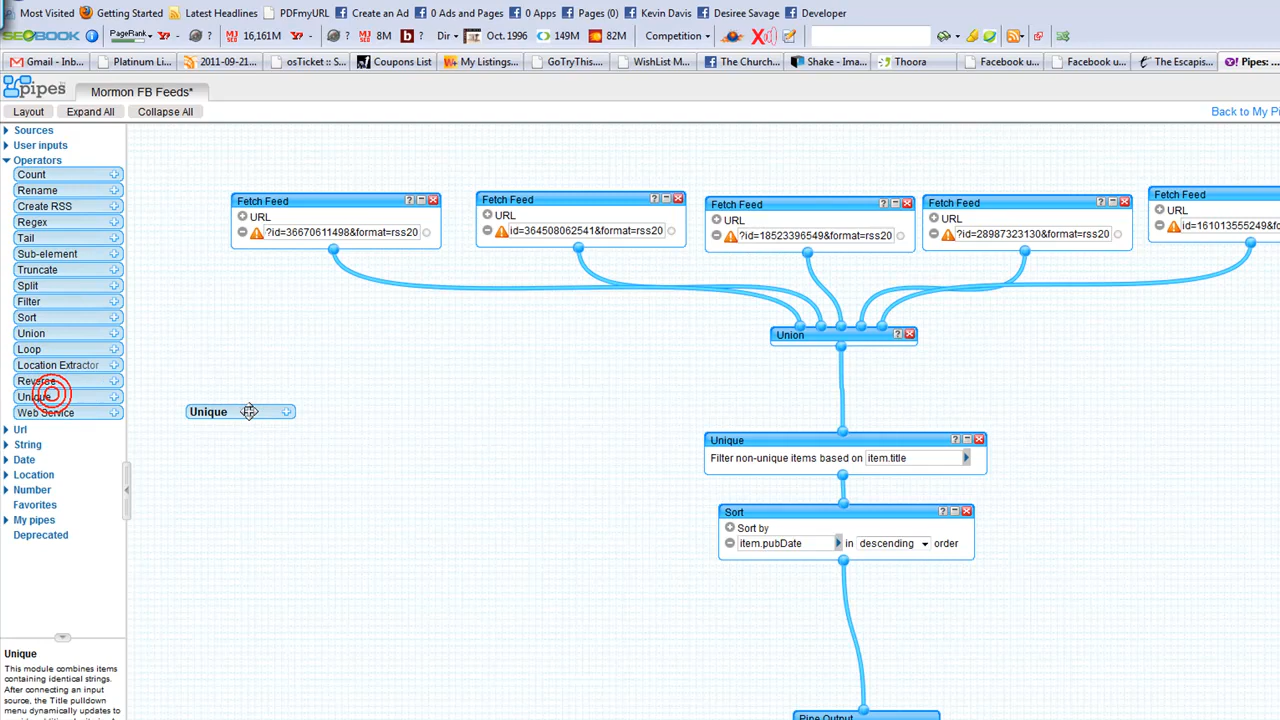 Most Visited Getting Started Latest Headlines PDFmyURL Create an Ad 0 Ads and Pages 0 Apps Pages (0) Kevin Davis Desiree Savage Developer
SEOBOOK PageRank ? 16,161M ? 8M b ? Dir Oct. 1996 149M 82M Competition
Gmail - Inb... Platinum Li... 2011-09-21... osTicket :: S... Coupons List My Listings... GoTryThis... WishList M... The Church... Shake - Ima... Thoora Facebook u... Facebook u... The Escapis... Y! Pipes: ...
pipes Mormon FB Feeds*
Layout Expand All Collapse All Back to My Pi
Sources
User inputs
Operators
Count
Rename
Create RSS
Regex
Tail
Sub-element
Truncate
Split
Filter
Sort
Union
Loop
Location Extractor
Reverse
Unique
Web Service
Url
String
Date
Location
Number
Favorites
My pipes
Deprecated
Unique
This module combines items
containing identical strings.
After connecting an input
source, the Title pulldown
menu dynamically updates to
Fetch Feed
URL
?id=36670611498&format=rss20
Fetch Feed
URL
id=364508062541&format=rss20
Fetch Feed
URL
?id=18523396549&format=rss20
Fetch Feed
URL
?id=28987323130&format=rss20
Fetch Feed
URL
id=161013555249&fo
Union
Unique
Unique
Filter non-unique items based on item.title
Sort
Sort by
item.pubDate in descending order
Pipe Output